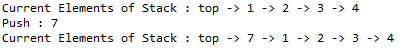 Current Elements of Stack : top -> 1 -> 2 -> 3 -> 4
Push : 7
Current Elements of Stack : top -> 7 -> 1 -> 2 -> 3 -> 4